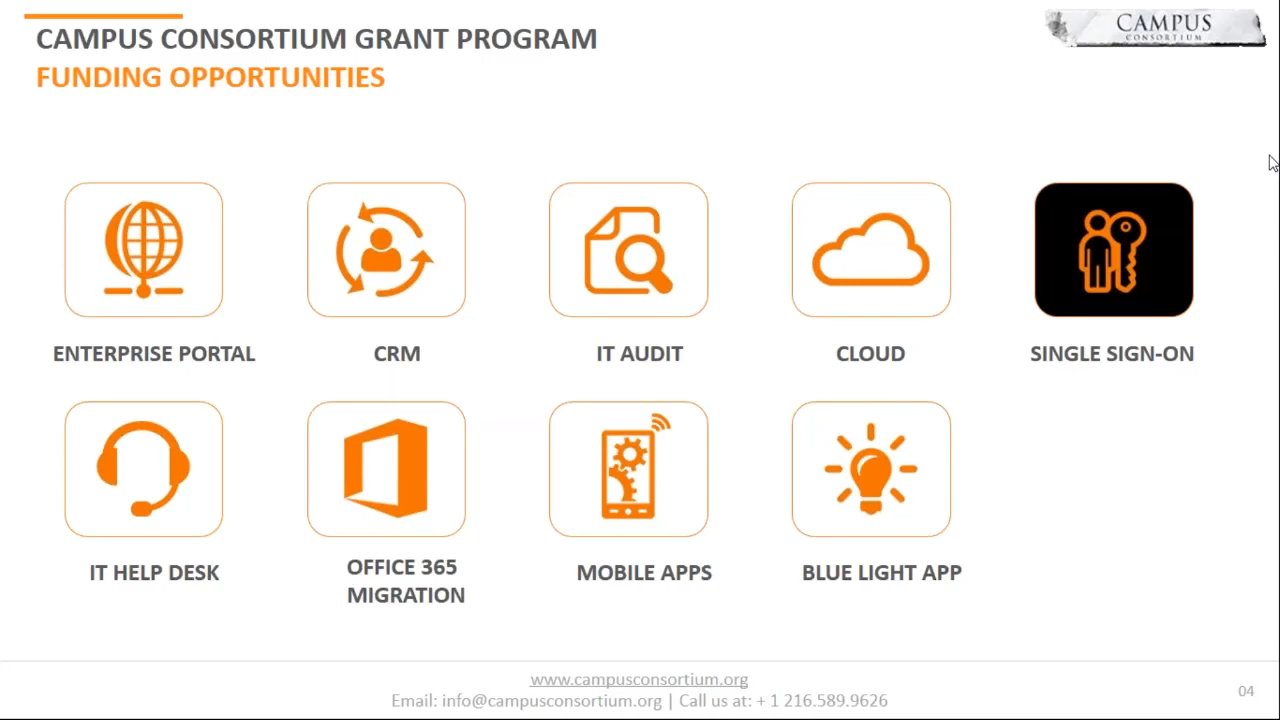 CAMPUS CONSORTIUM GRANT PROGRAM
FUNDING OPPORTUNITIES
CAMPUS
CONSORTIUM
ENTERPRISE PORTAL
CRM
IT AUDIT
CLOUD
SINGLE SIGN-ON
IT HELP DESK
OFFICE 365
MIGRATION
MOBILE APPS
BLUE LIGHT APP
www.campusconsortium.org
Email: info@campusconsortium.org | Call us at: + 1 216.589.9626
04